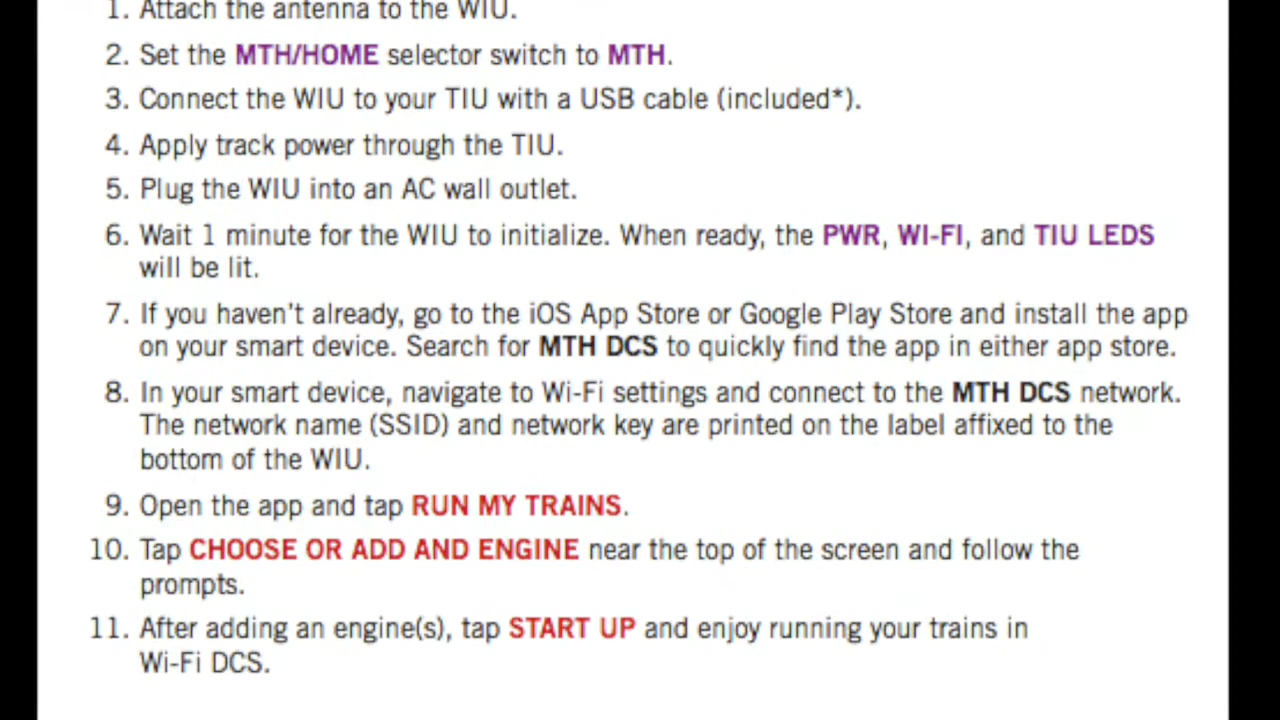 1. Attach the antenna to the WIU.
2. Set the MTH/HOME selector switch to MTH.
3. Connect the WIU to your TIU with a USB cable (included*).
4. Apply track power through the TIU.
5. Plug the WIU into an AC wall outlet.
6. Wait 1 minute for the WIU to initialize. When ready, the PWR, WI-FI, and TIU LEDS
will be lit.
7. If you haven't already, go to the iOS App Store or Google Play Store and install the app
on your smart device. Search for MTH DCS to quickly find the app in either app store.
8. In your smart device, navigate to Wi-Fi settings and connect to the MTH DCS network.
The network name (SSID) and network key are printed on the label affixed to the
bottom of the WIU.
9. Open the app and tap RUN MY TRAINS.
10. Tap CHOOSE OR ADD AND ENGINE near the top of the screen and follow the
prompts.
11. After adding an engine(s), tap START UP and enjoy running your trains in
Wi-Fi DCS.